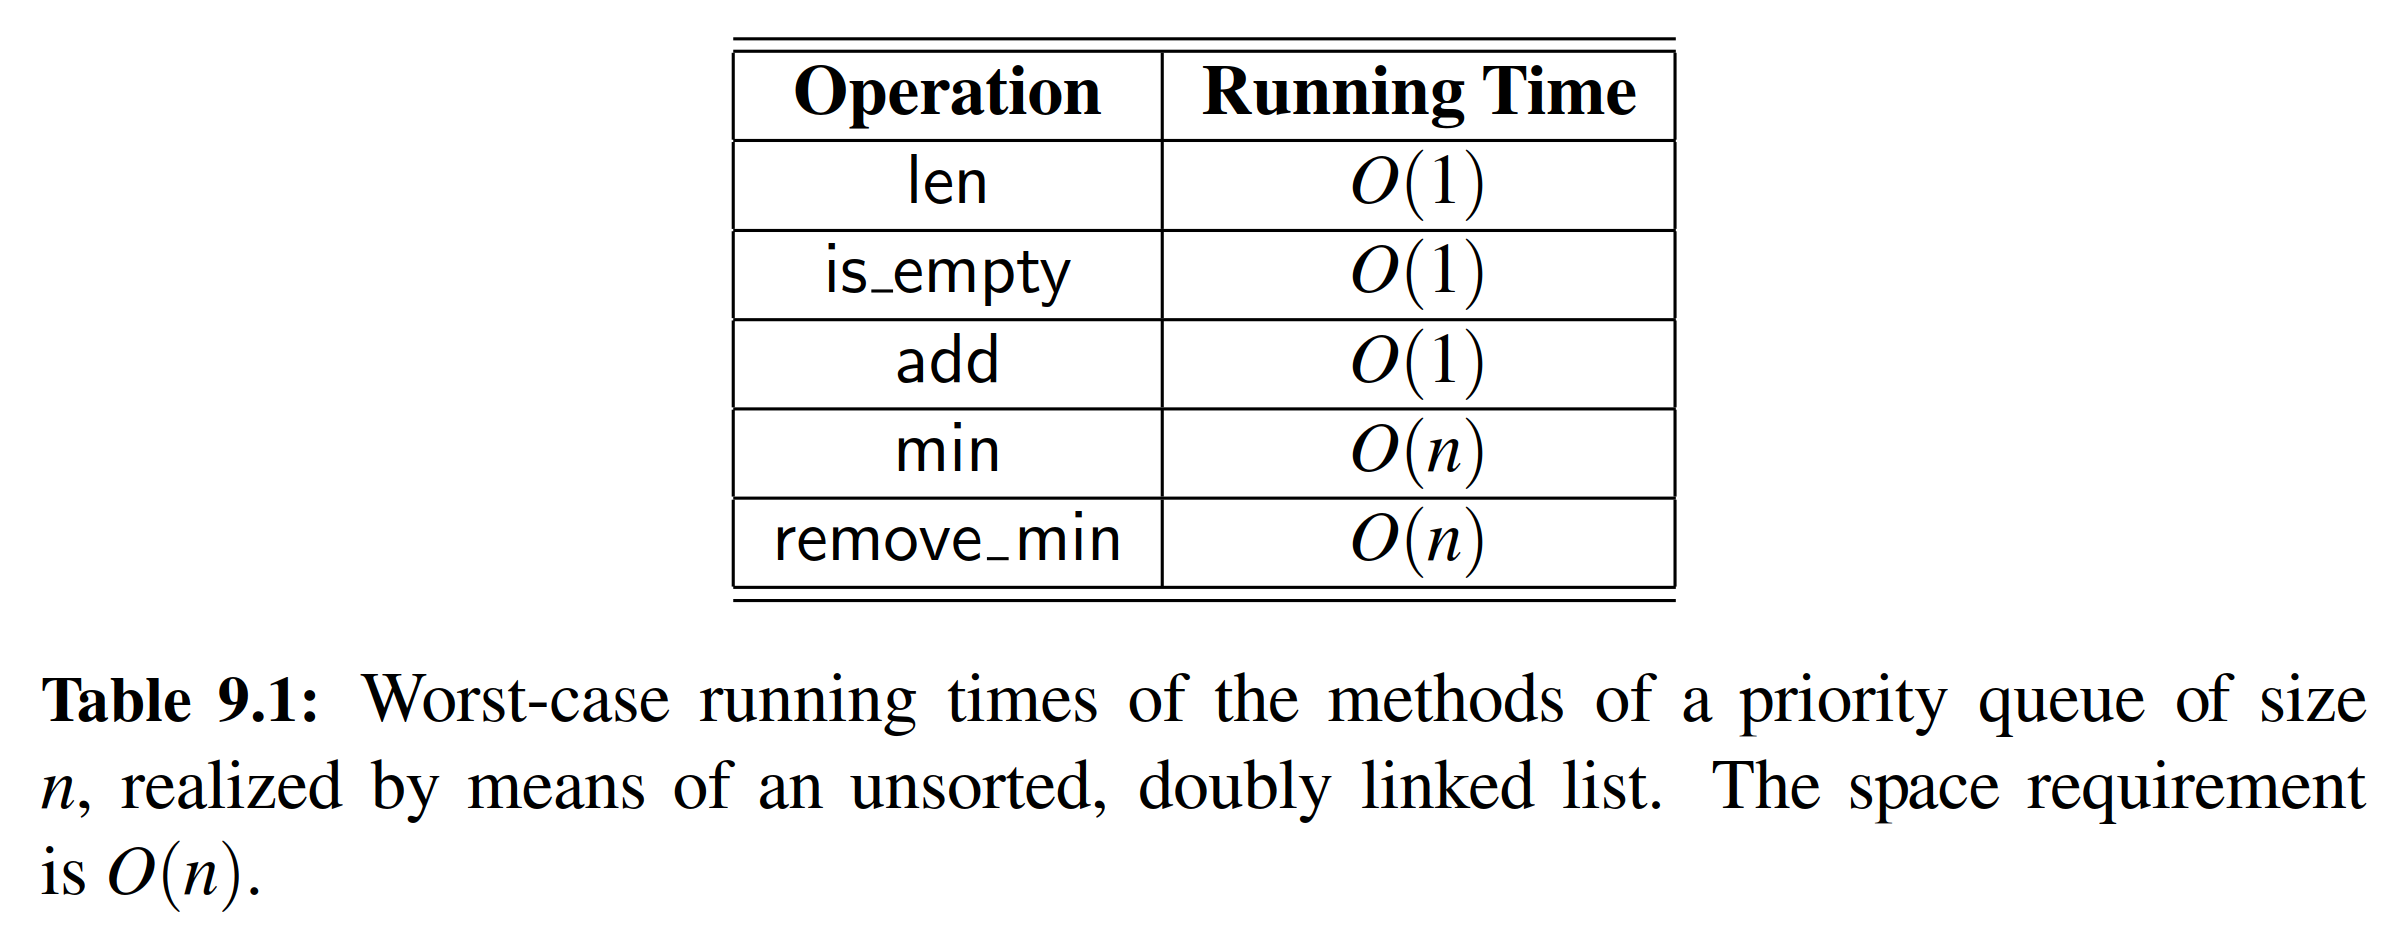 Operation Running Time
len O(1)
is_empty O(1)
add O(1)
min O(n)
remove_min O(n)
Table 9.1: Worst-case running times of the methods of a priority queue of size
n, realized by means of an unsorted, doubly linked list. The space requirement
is O(n).